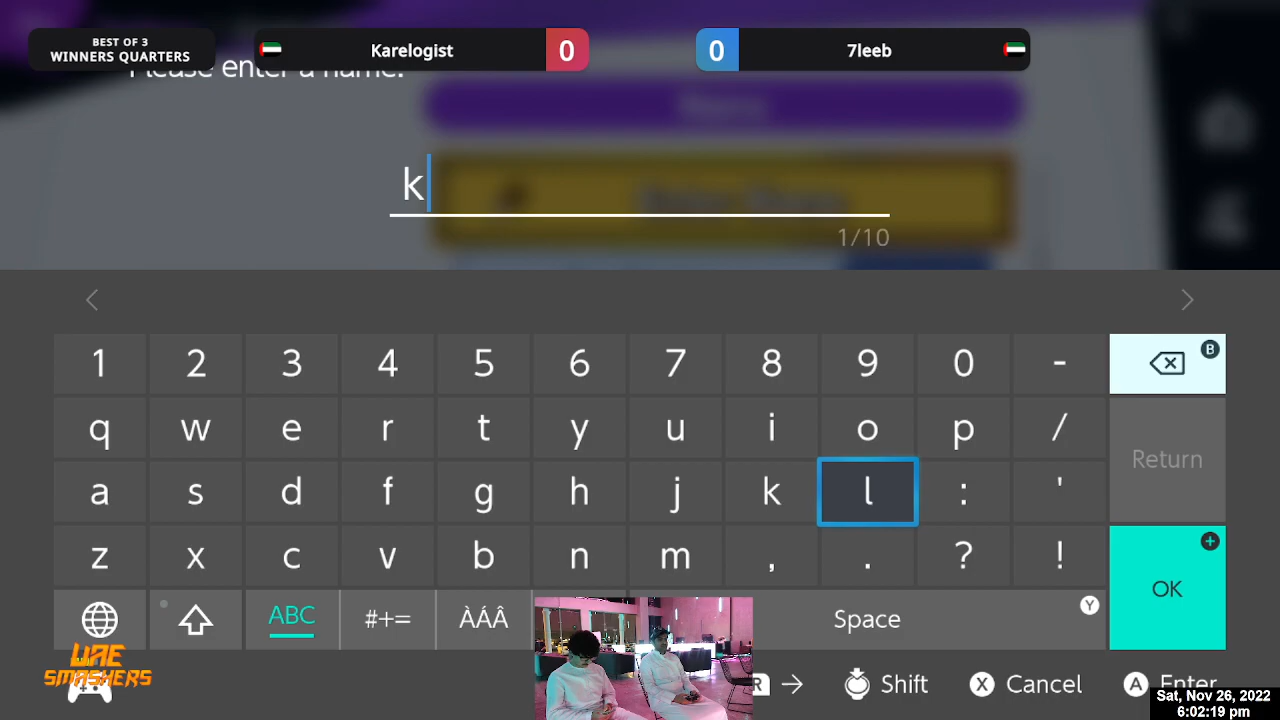 BEST OF 3
WINNERS QUARTERS
Karelogist 0
0 7leeb
Please enter a name.
k
1/10
1 2 3 4 5 6 7 8 9 0 -
B
q w e r t y u i o p /
Return
a s d f g h j k l : '
z x c v b n m , . ? !
+
OK
ABC #+= ÀÁÂ Space
Y
UAE
SMASHERS
R → Shift X Cancel A Enter
Sat, Nov 26, 2022
6:02:19 pm